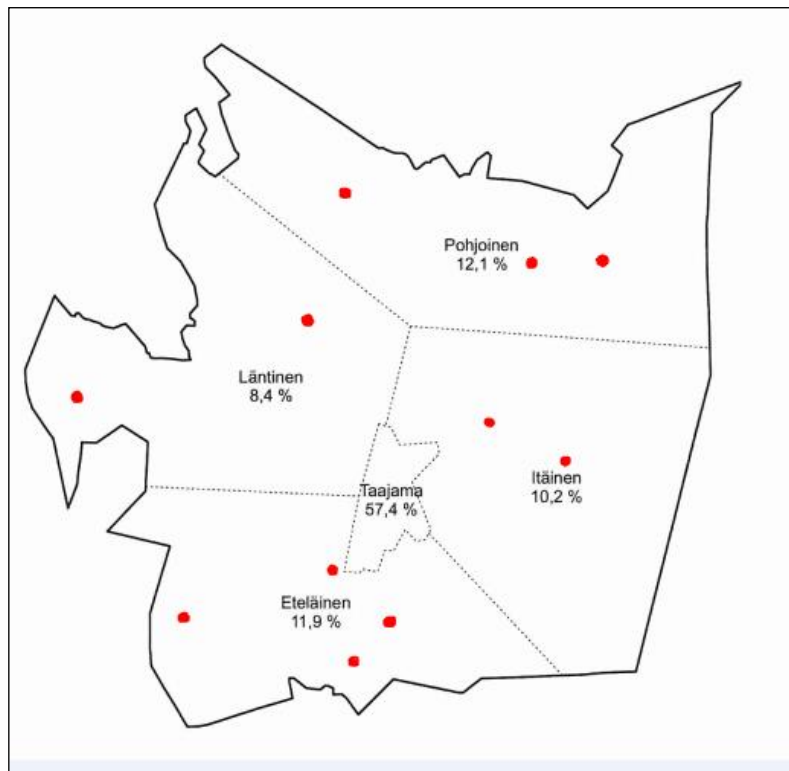 Pohjoinen
12,1 %
Läntinen
8,4 %
Itäinen
10,2 %
Taajama
57,4 %
Eteläinen
11,9 %